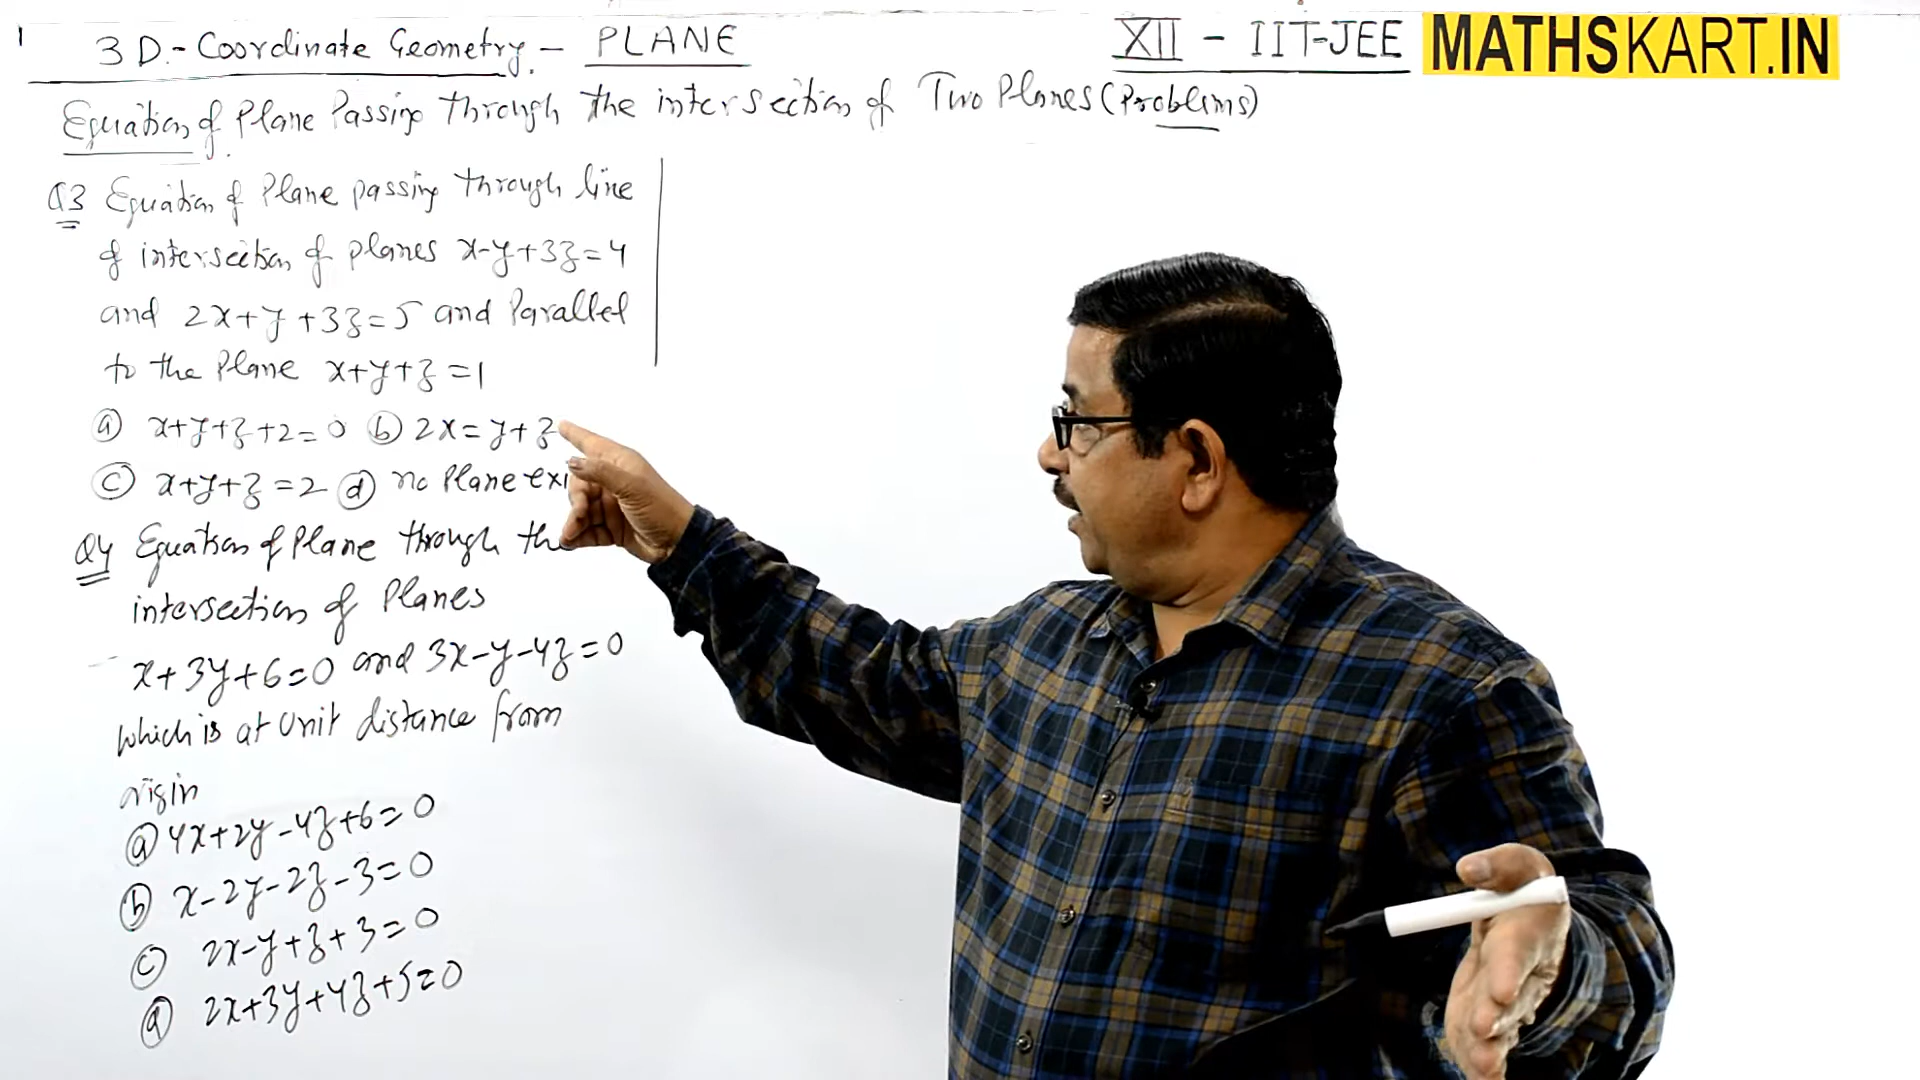 3D.- Coordinate Geometry. - PLANE XII - IIT-JEE MATHSKART.IN
Equation of Plane Passing through the intersection of Two Planes (Problems)
Q3 Equation of Plane passing through line
of intersection of planes x-y+3z=4
and 2x+y+3z=5 and Parallel
to the Plane x+y+z=1
(a) x+y+z+2=0 (b) 2x=y+z
(c) x+y+z=2 (d) no Plane exi
Q4 Equation of Plane through the
intersection of Planes
x+3y+6=0 and 3x-y-4z=0
which is at unit distance from
origin
(a) 4x+2y-4z+6=0
(b) x-2y-2z-3=0
(c) 2x-y+z+3=0
(d) 2x+3y+4z+5=0